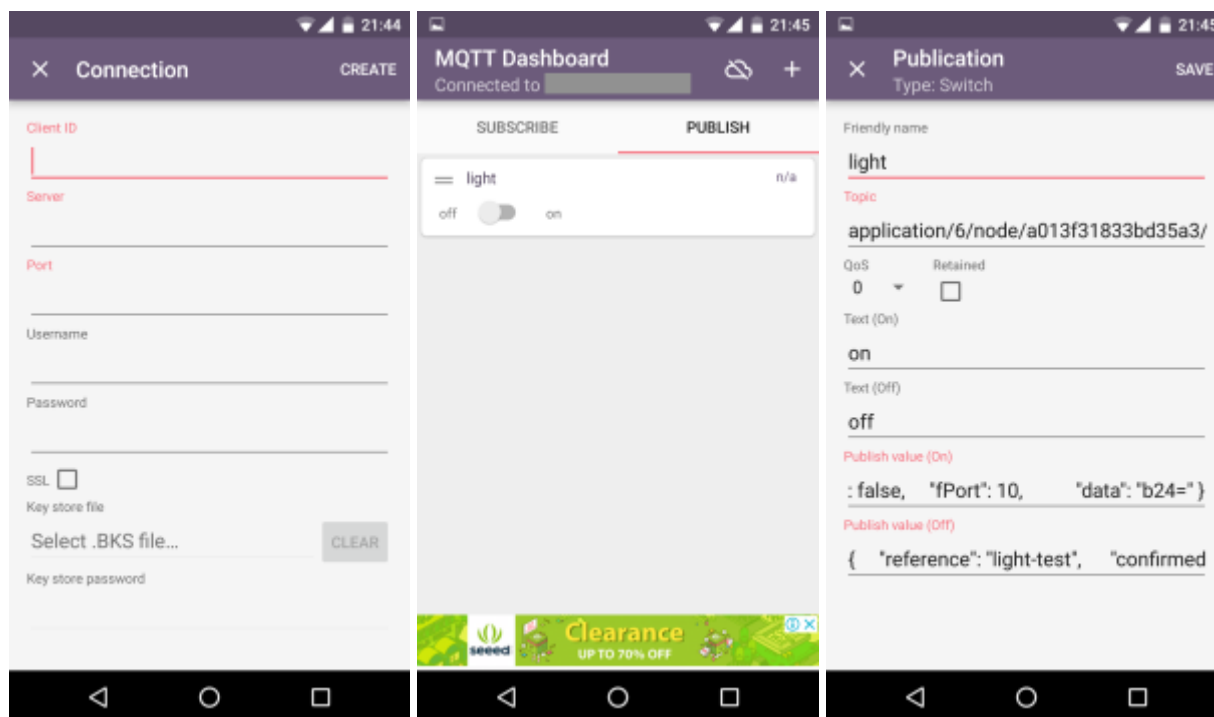 21:44
Connection CREATE
Client ID
Server
Port
Username
Password
SSL
Key store file
Select .BKS file... CLEAR
Key store password
21:45
MQTT Dashboard
Connected to
SUBSCRIBE PUBLISH
light n/a
off on
seeed Clearance
UP TO 70% OFF
21:45
Publication SAVE
Type: Switch
Friendly name
light
Topic
application/6/node/a013f31833bd35a3/
QoS Retained
0
Text (On)
on
Text (Off)
off
Publish value (On)
: false, "fPort": 10, "data": "b24=" }
Publish value (Off)
{ "reference": "light-test", "confirmed